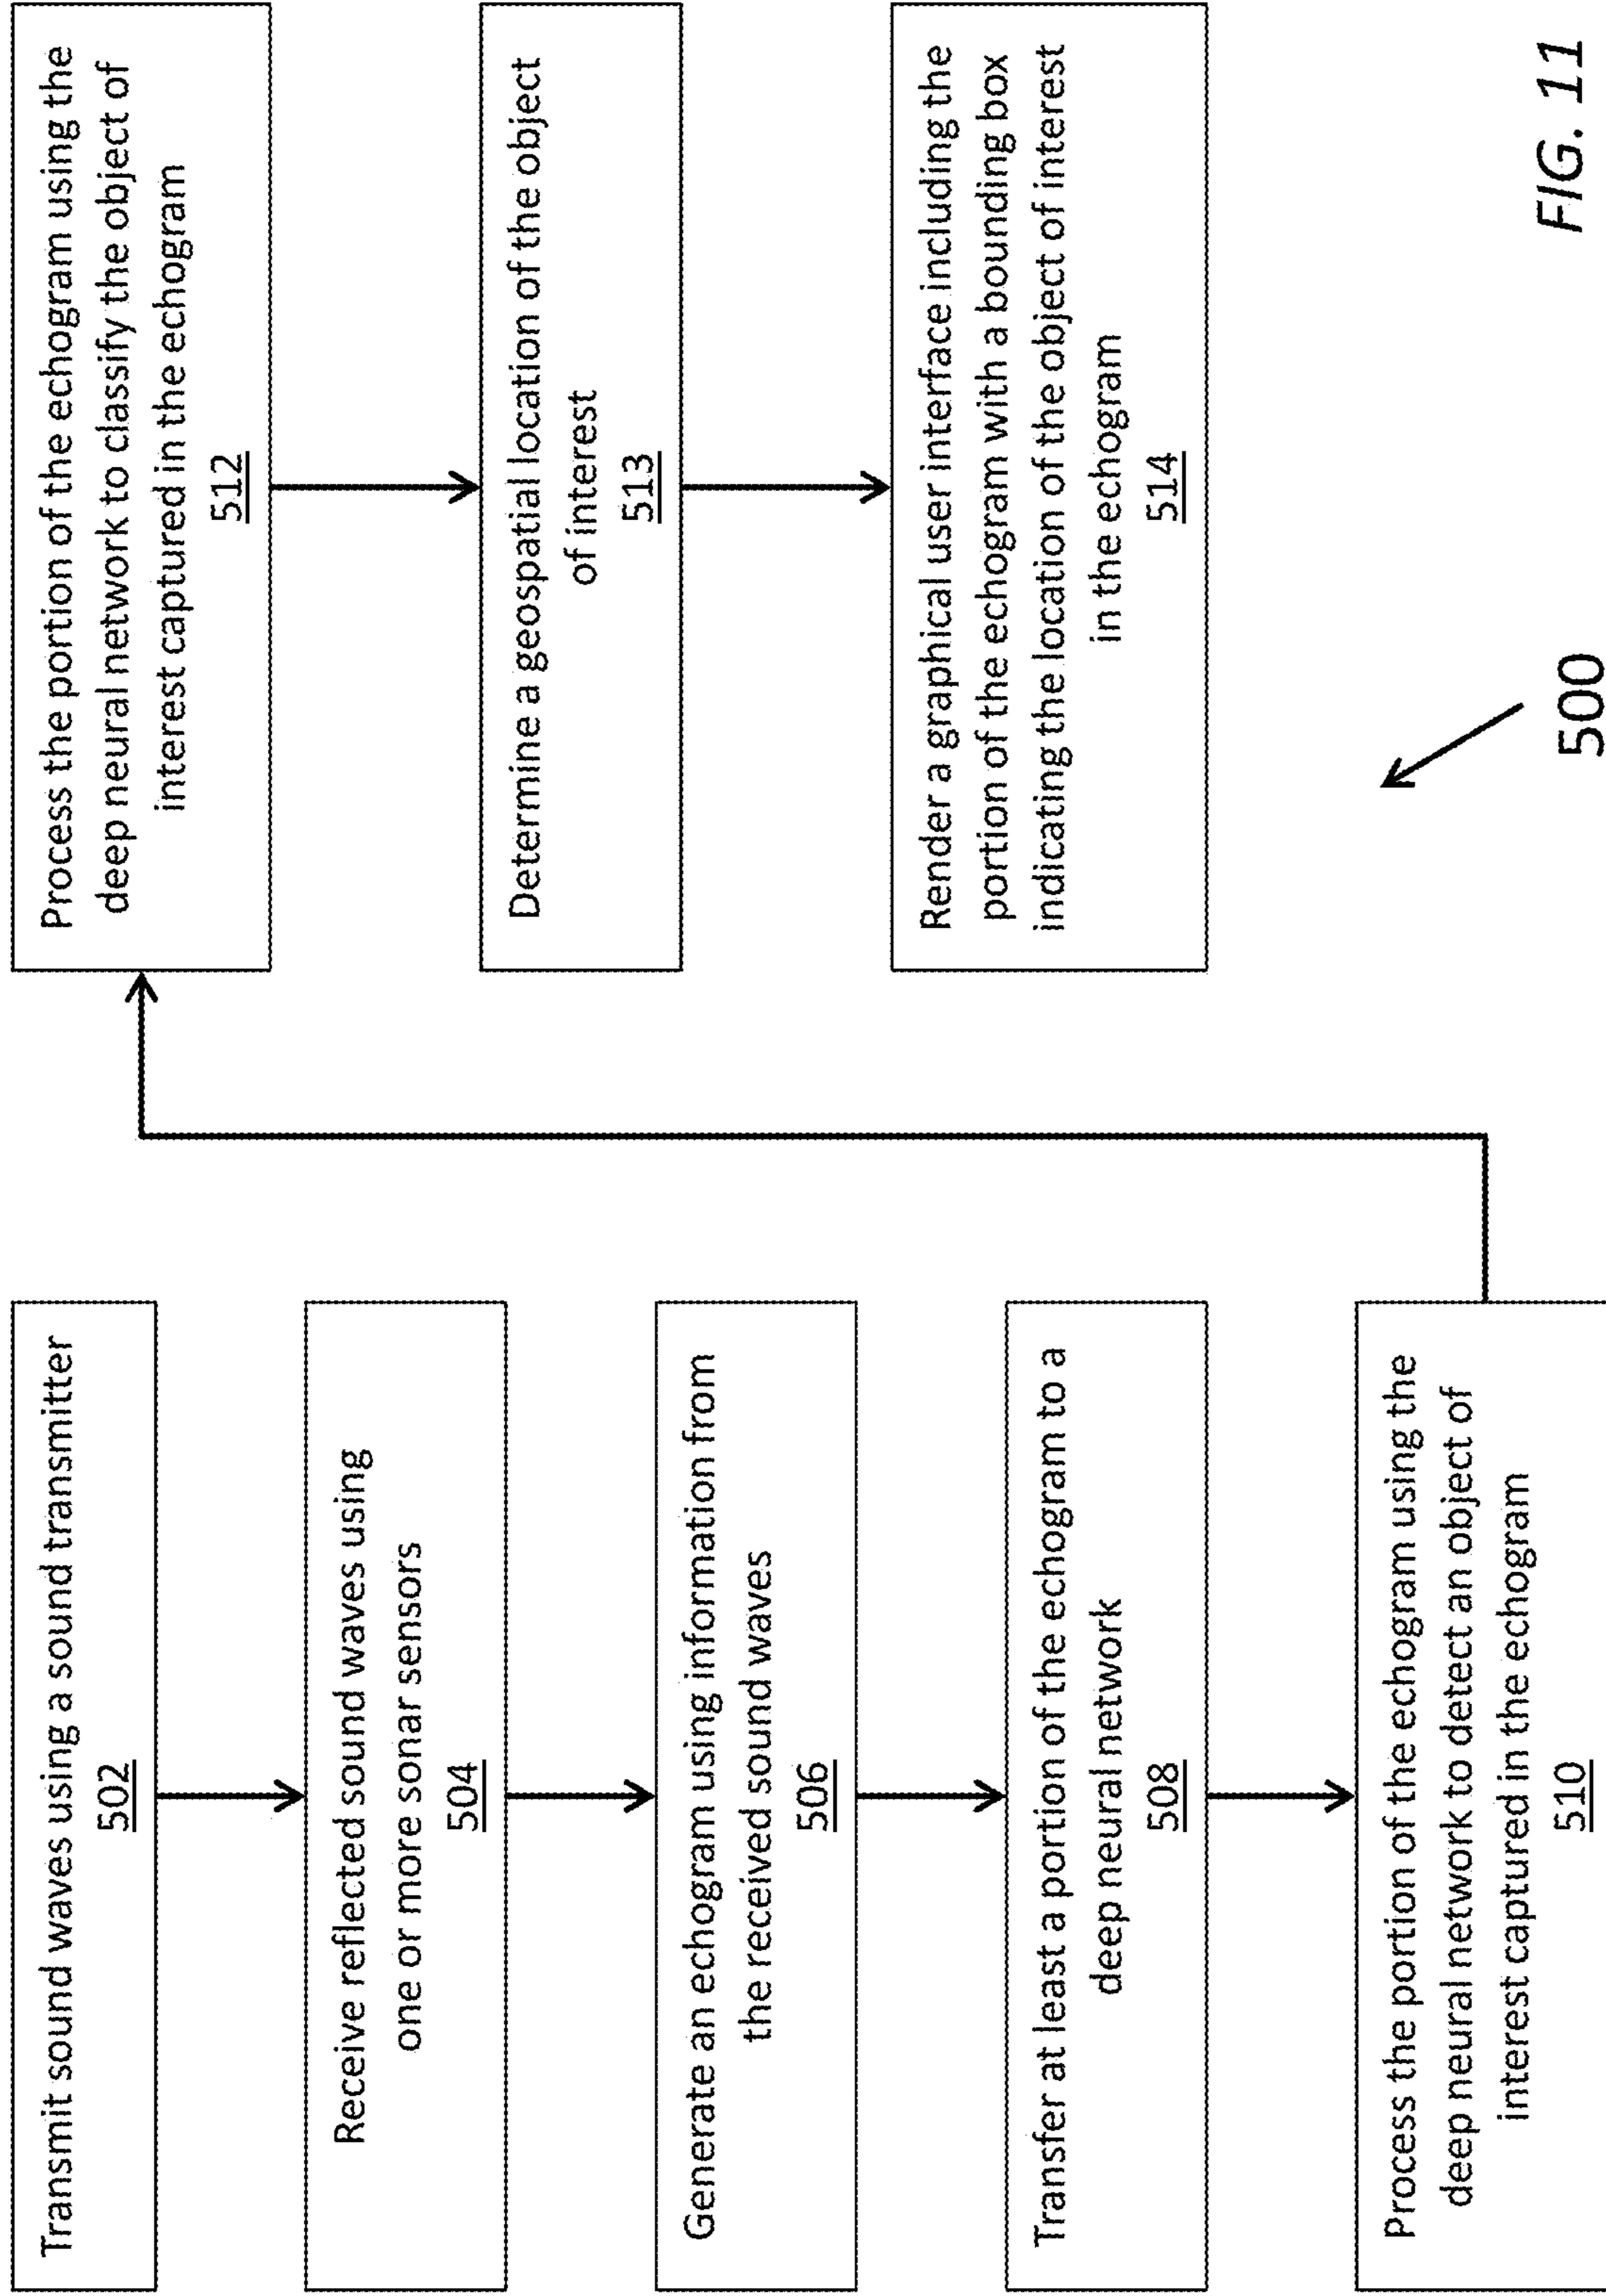 Transmit sound waves using a sound transmitter
502
Receive reflected sound waves using
one or more sonar sensors
504
Generate an echogram using information from
the received sound waves
506
Transfer at least a portion of the echogram to a
deep neural network
508
Process the portion of the echogram using the
deep neural network to detect an object of
interest captured in the echogram
510
Process the portion of the echogram using the
deep neural network to classify the object of
interest captured in the echogram
512
Determine a geospatial location of the object
of interest
513
Render a graphical user interface including the
portion of the echogram with a bounding box
indicating the location of the object of interest
in the echogram
514
500
FIG. 11